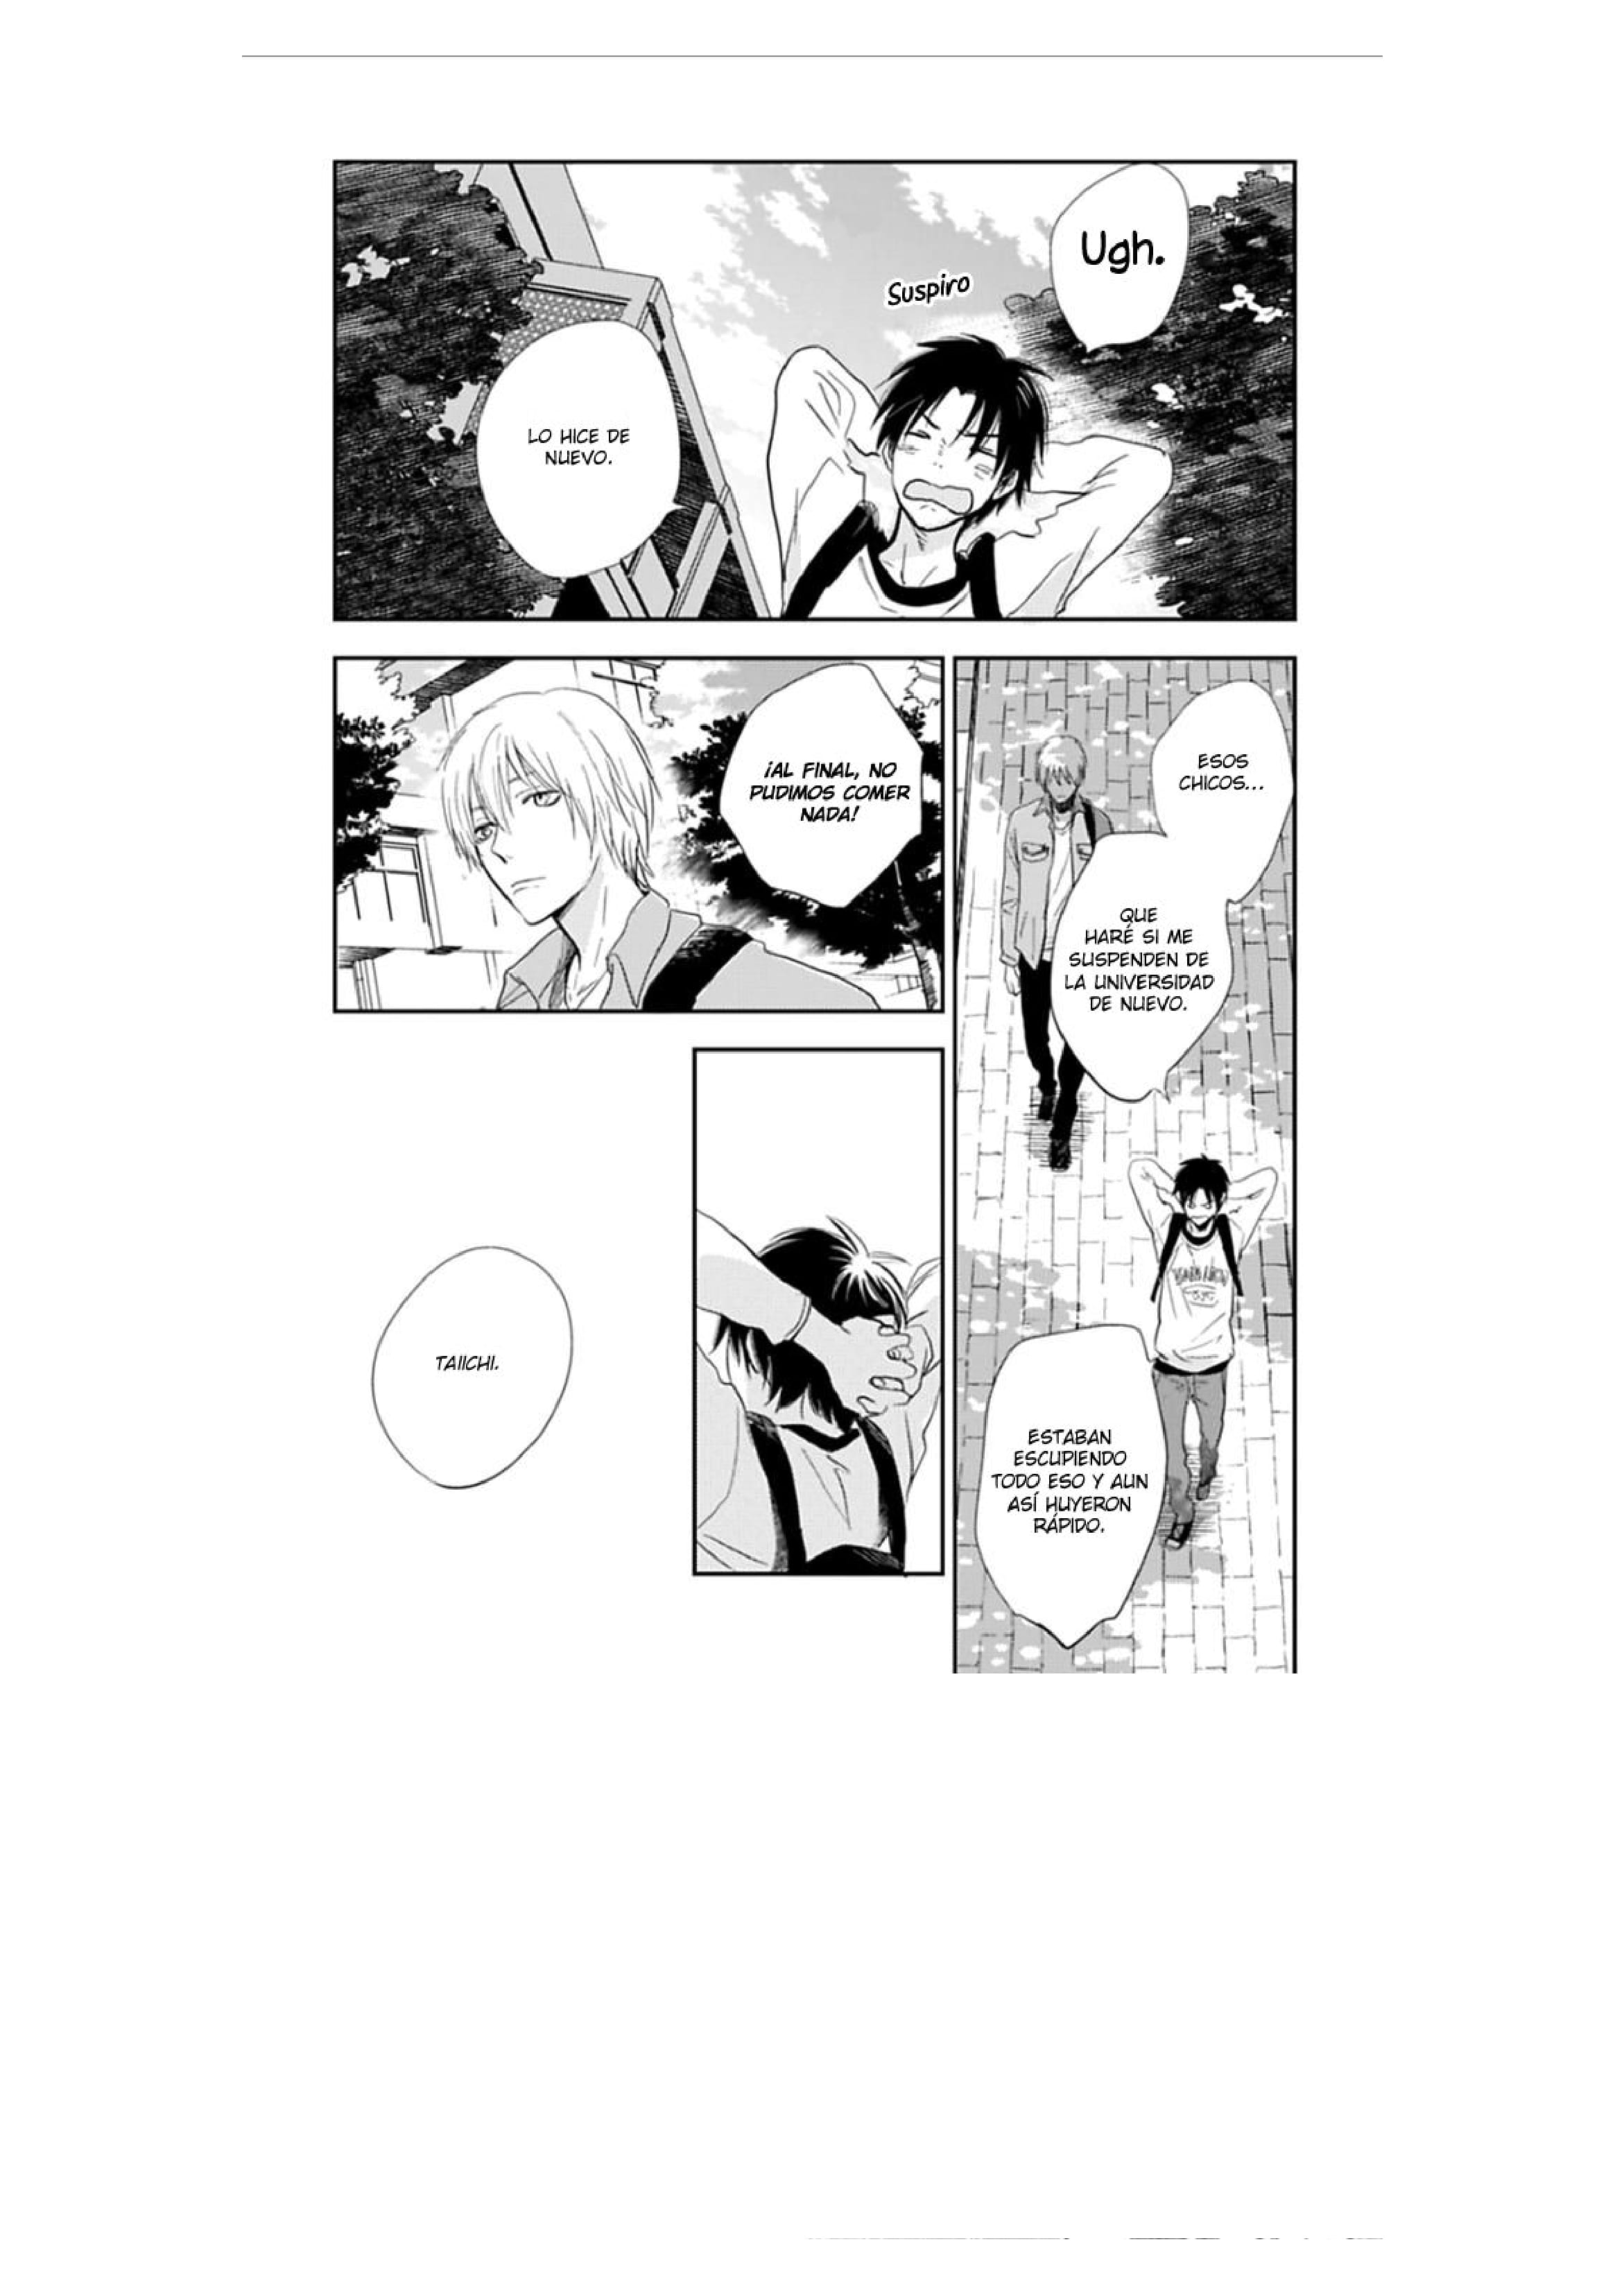 Ugh.
Suspiro
LO HICE DE
NUEVO.
ESOS
CHICOS...
QUE
HARÉ SI ME
SUSPENDEN DE
LA UNIVERSIDAD
DE NUEVO.
ESTABAN
ESCUPIENDO
TODO ESO Y AUN
ASÍ HUYERON
RÁPIDO.
¡AL FINAL, NO
PUDIMOS COMER
NADA!
TAIICHI.